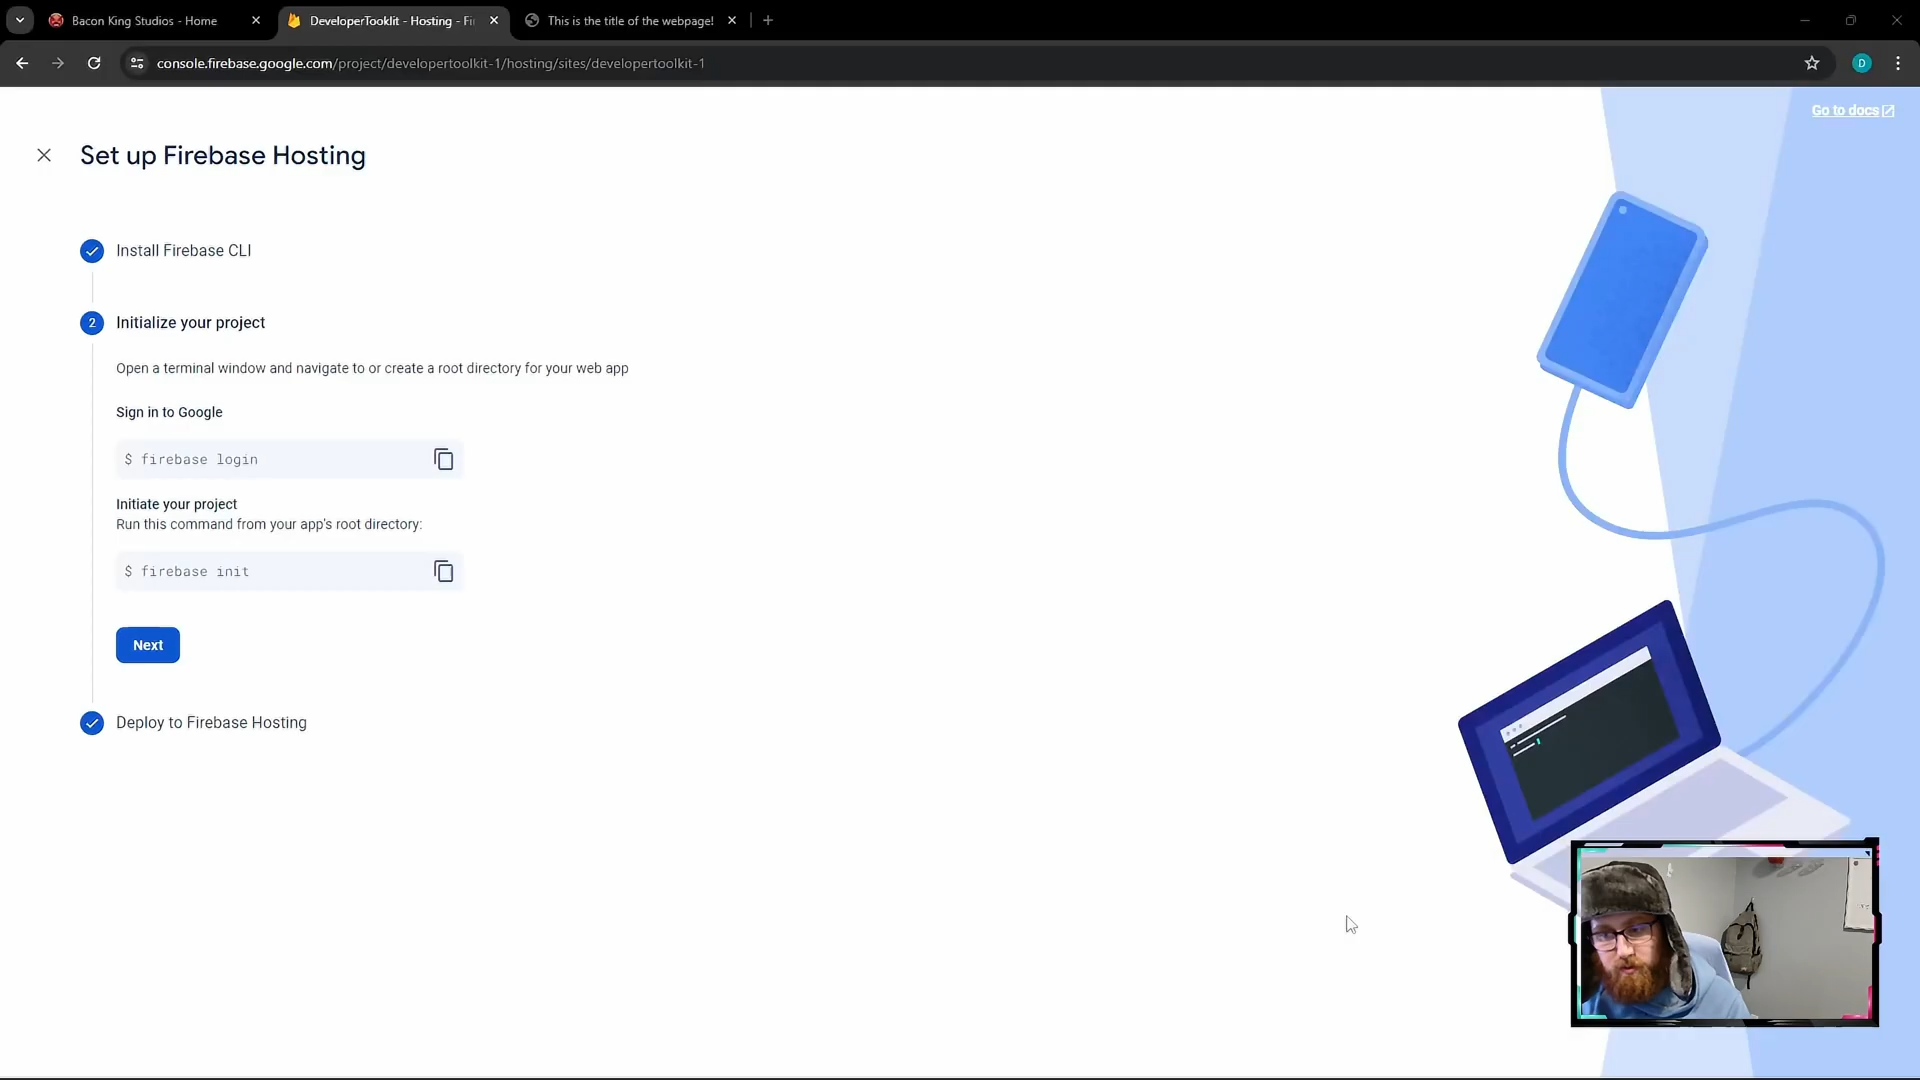 Bacon King Studios - Home
DeveloperTooklit - Hosting - Fi
This is the title of the webpage!
console.firebase.google.com/project/developertoolkit-1/hosting/sites/developertoolkit-1
D
Go to docs
Set up Firebase Hosting
Install Firebase CLI
2
Initialize your project
Open a terminal window and navigate to or create a root directory for your web app
Sign in to Google
$ firebase login
Initiate your project
Run this command from your app's root directory:
$ firebase init
Next
Deploy to Firebase Hosting